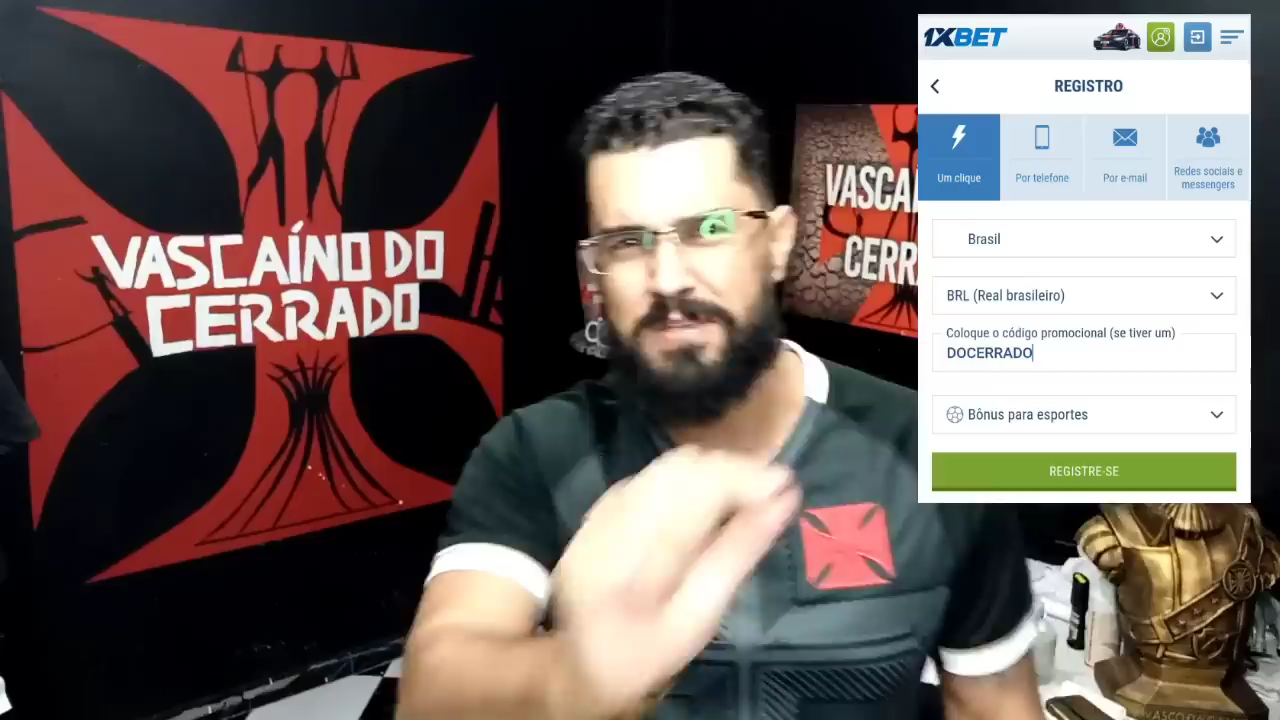 VASCAÍNO DO
CERRADO
VASCA
CERR
1XBET
REGISTRO
Um clique
Por telefone
Por e-mail
Redes sociais e
messengers
Brasil
BRL (Real brasileiro)
Coloque o código promocional (se tiver um)
DOCERRADO
Bônus para esportes
REGISTRE-SE
VASCO